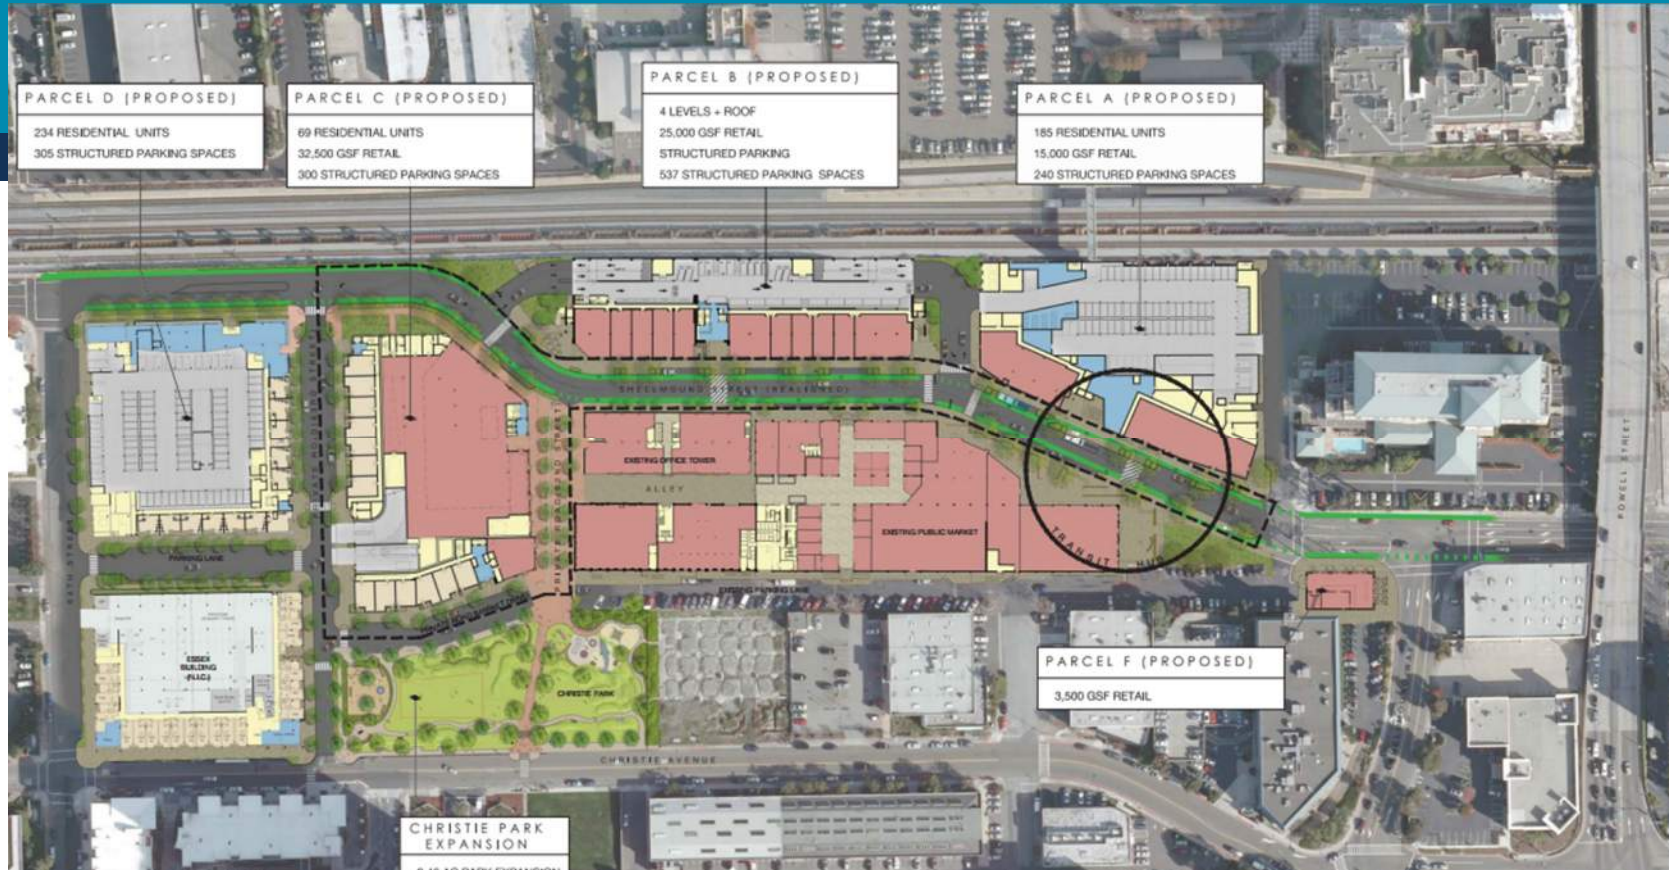 PARCEL D (PROPOSED)
234 RESIDENTIAL UNITS
305 STRUCTURED PARKING SPACES
PARCEL C (PROPOSED)
69 RESIDENTIAL UNITS
32,500 GSF RETAIL
300 STRUCTURED PARKING SPACES
PARCEL B (PROPOSED)
4 LEVELS + ROOF
25,000 GSF RETAIL
STRUCTURED PARKING
537 STRUCTURED PARKING SPACES
PARCEL A (PROPOSED)
185 RESIDENTIAL UNITS
15,000 GSF RETAIL
240 STRUCTURED PARKING SPACES
SHELLMOUND STREET (REALIGNED)
POWELL STREET
EXISTING OFFICE TOWER
ALLEY
EXISTING PUBLIC MARKET
TRANSIT HUB
PARKING LANE
EXISTING PARKING LANE
ESSEX
BUILDING
(N.I.C.)
CHRISTIE PARK
PARCEL F (PROPOSED)
3,500 GSF RETAIL
CHRISTIE AVENUE
CHRISTIE PARK
EXPANSION